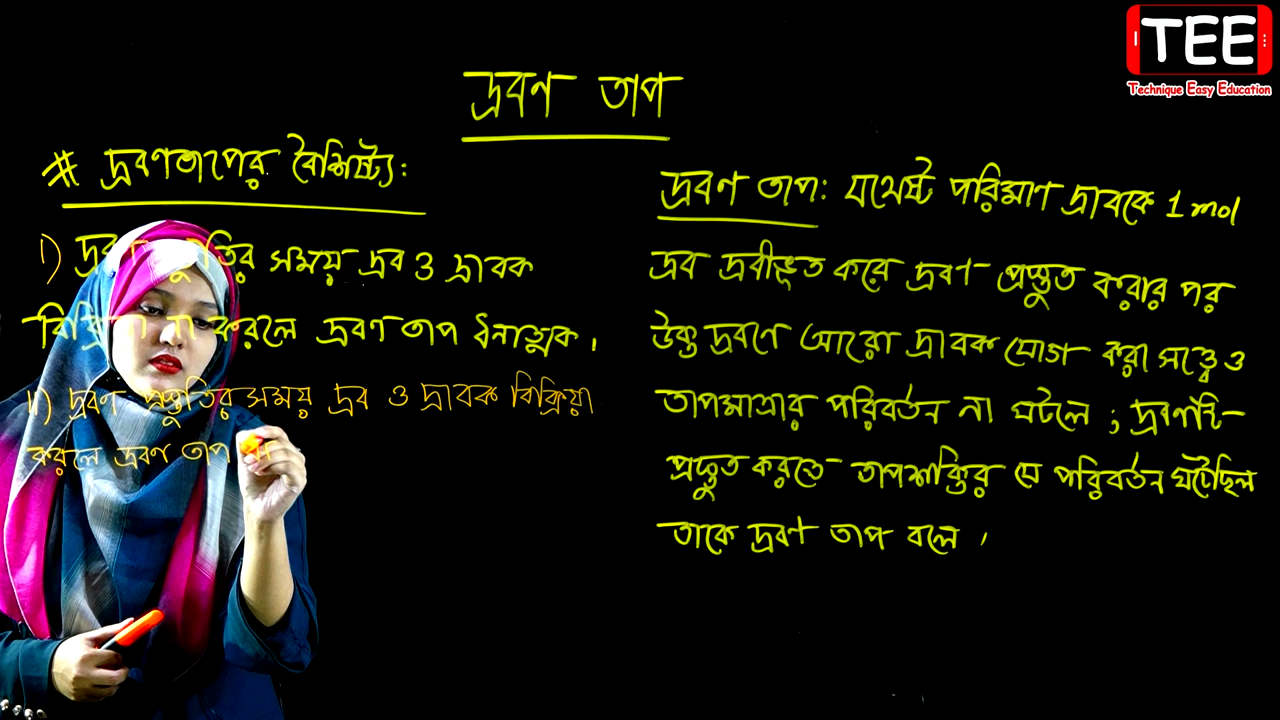 TEE
Technique Easy Education
দ্রবণ তাপ
# দ্রবণতাপের বৈশিষ্ট্য:
i) সময় দ্রব ও দ্রাবক
না করলে দ্রবণ তাপ ধনাত্মক ।
ii) দ্রবণ প্রস্তুতির সময় দ্রব ও দ্রাবক বিক্রিয়া
করলে দ্রবণ তাপ
দ্রবণ তাপ: যথেষ্ট পরিমাণ দ্রাবকে 1 mol
দ্রব দ্রবীভূত করে দ্রবণ প্রস্তুত করার পর
উক্ত দ্রবণে আরো দ্রাবক যোগ করা সত্ত্বেও
তাপমাত্রার পরিবর্তন না ঘটলে ; দ্রবণটি
প্রস্তুত করতে তাপশক্তির যে পরিবর্তন ঘটেছিল
তাকে দ্রবণ তাপ বলে ।